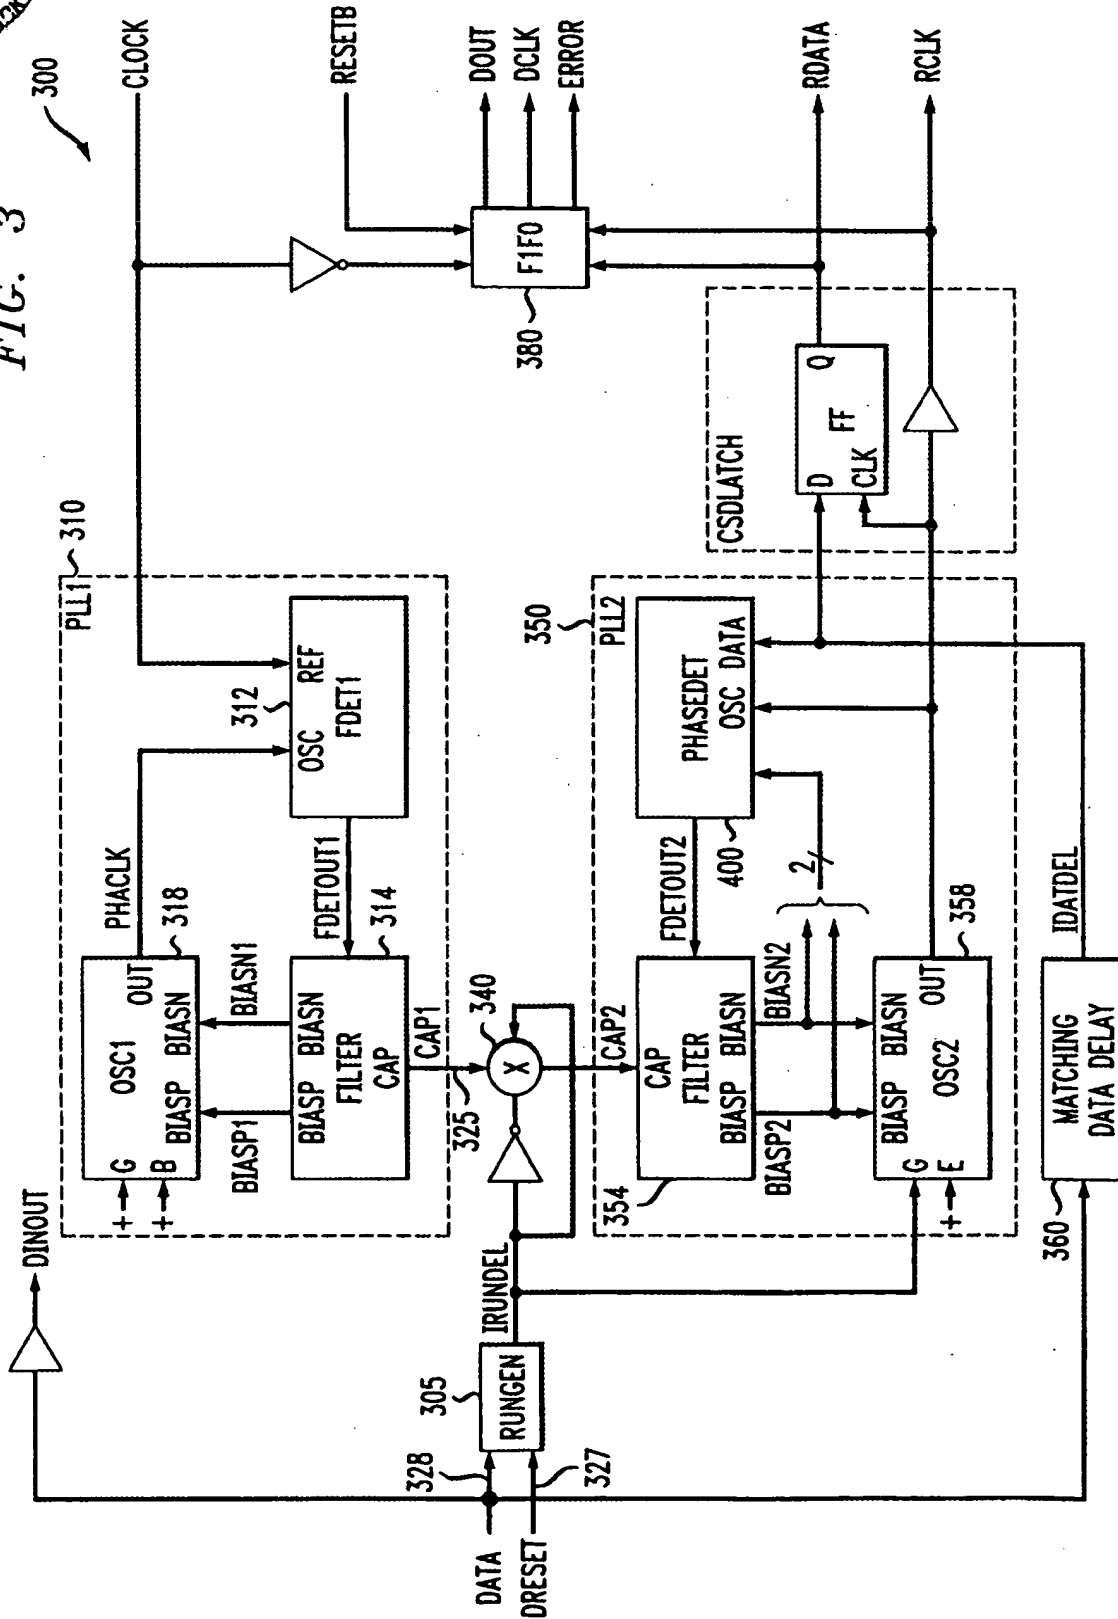 FIG. 3
300
CLOCK
RESETB
DOUT
DCLK
ERROR
RDATA
RCLK
F1FO
380
CSDLATCH
D
Q
FF
CLK
PLL1
310
PHACLK
OSC1
OUT
318
BIASP
BIASN
G
B
+
+
BIASP1
BIASN1
312
OSC
REF
FDET1
FDETOUT1
314
BIASP
BIASN
FILTER
CAP
CAP1
325
340
X
CAP2
350
PLL2
PHASEDET
OSC
DATA
400
FDETOUT2
CAP
FILTER
BIASP
BIASN
354
BIASP2
BIASN2
2
BIASP
BIASN
OSC2
OUT
358
G
E
+
IDATDEL
MATCHING
DATA DELAY
360
DINOUT
IRUNDEL
305
RUNGEN
328
327
DATA
DRESET